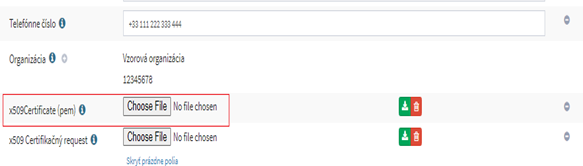 Telefónne číslo +33 111 222 333 444
Organizácia Vzorová organizácia
12345678
x509Certificate (pem) Choose File No file chosen
x509 Certifikačný request Choose File No file chosen
Skryť prázdne polia